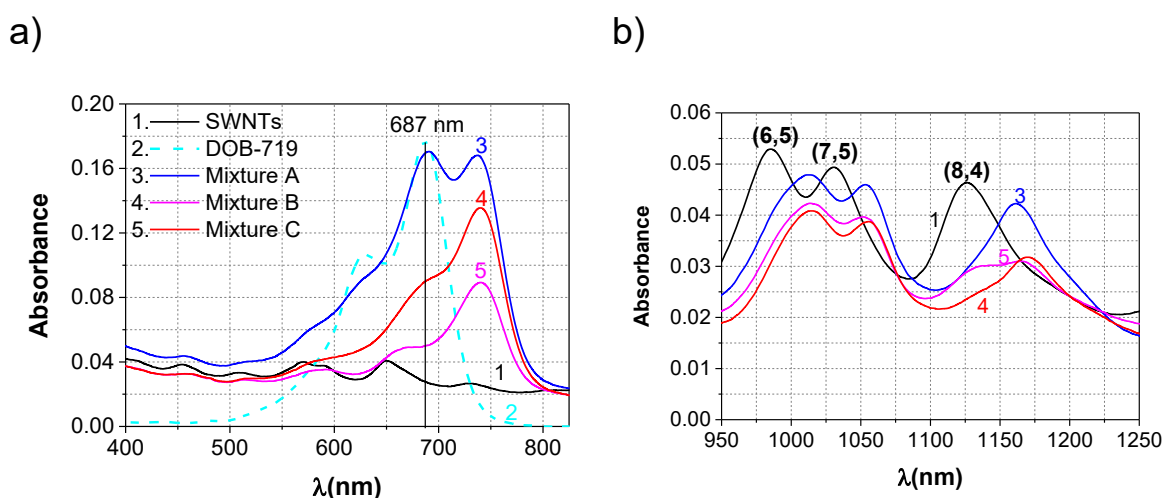 a)
0.20
0.16
0.12
0.08
0.04
0.00
Absorbance
400 500 600 700 800
λ(nm)
1. SWNTs
2. DOB-719
3. Mixture A
4. Mixture B
5. Mixture C
687 nm
3
4
5
1
2
b)
0.06
0.05
0.04
0.03
0.02
0.01
0.00
Absorbance
950 1000 1050 1100 1150 1200 1250
λ(nm)
(6,5)
(7,5)
(8,4)
1
3
5
4